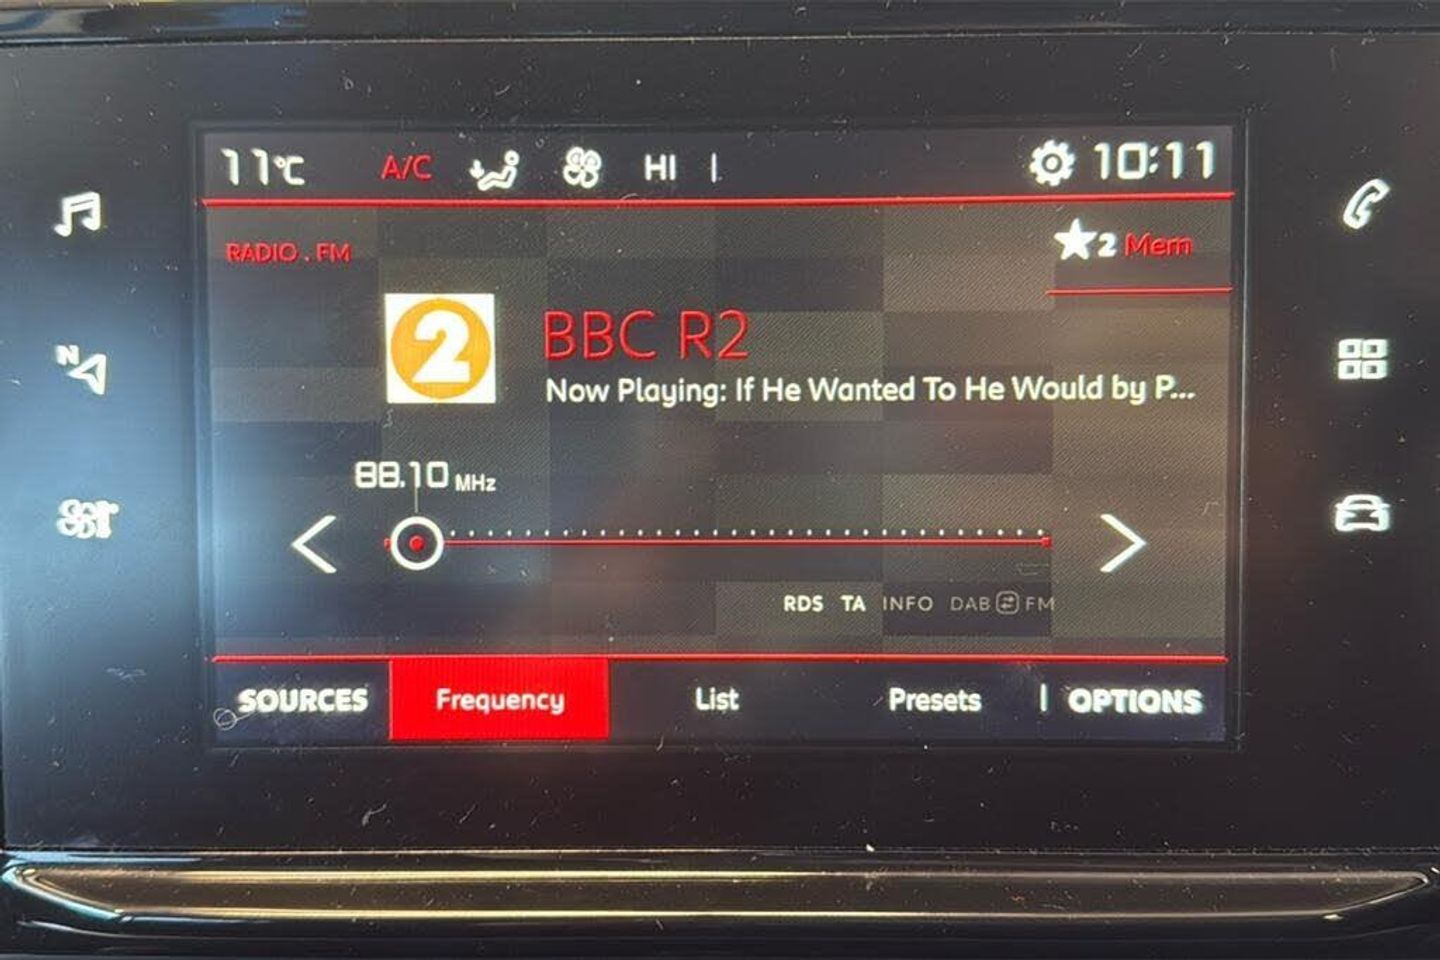 11°C A/C HI 10:11
RADIO . FM
2 Mem
2
BBC R2
Now Playing: If He Wanted To He Would by P...
88.10 MHz
RDS TA INFO DAB FM
SOURCES Frequency List Presets OPTIONS
N